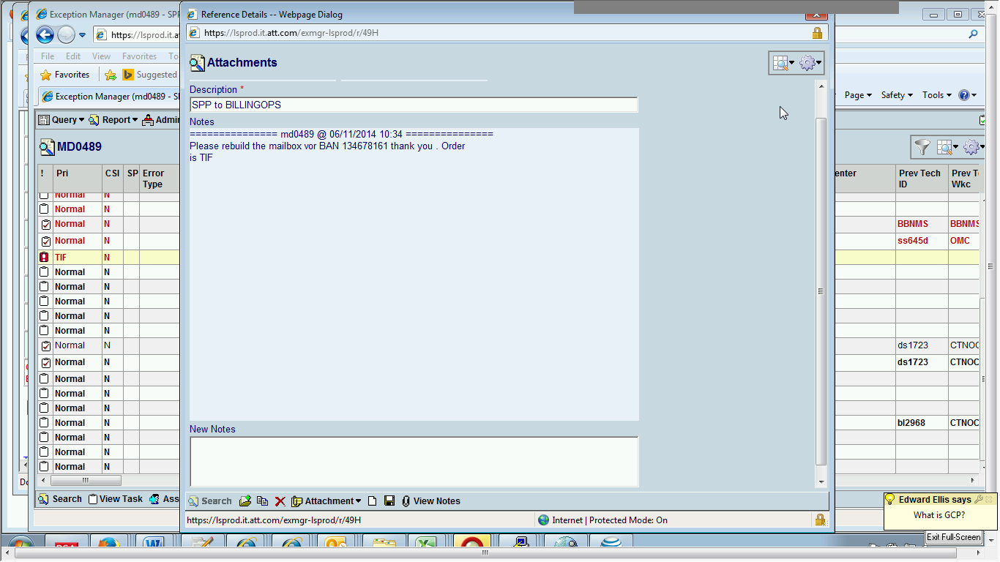 Exception Manager (md0489 - SPP
Reference Details -- Webpage Dialog
https://lsprod.it.a
https://lsprod.it.att.com/exmgr-lsprod/r/49H
File Edit View Favorites To
Attachments
Favorites Suggested
Description *
Exception Manager (md0489 - SP
Page Safety Tools
SPP to BILLINGOPS
Query Report Admin
Notes
=============== md0489 @ 06/11/2014 10:34 ===============
MD0489
Please rebuild the mailbox vor BAN 134678161 thank you . Order
is TIF
! Pri CSI SP Error Type
enter Prev Tech ID Prev T Wkc
Normal N
Normal N
Normal N BBNMS BBNMS
Normal N ss645d OMC
TIF N
Normal N
Normal N
Normal N
Normal N
Normal N
Normal N ds1723 CTNOC
Normal N ds1723 CTNOC
Normal N
Normal N
Normal N
Normal N bl2968 CTNOC
Normal N
Normal N
Normal N
New Notes
Search View Task Ass
Search Attachment View Notes
Edward Ellis says
What is GCP?
https://lsprod.it.att.com/exmgr-lsprod/r/49H
Internet | Protected Mode: On
Exit Full-Screen